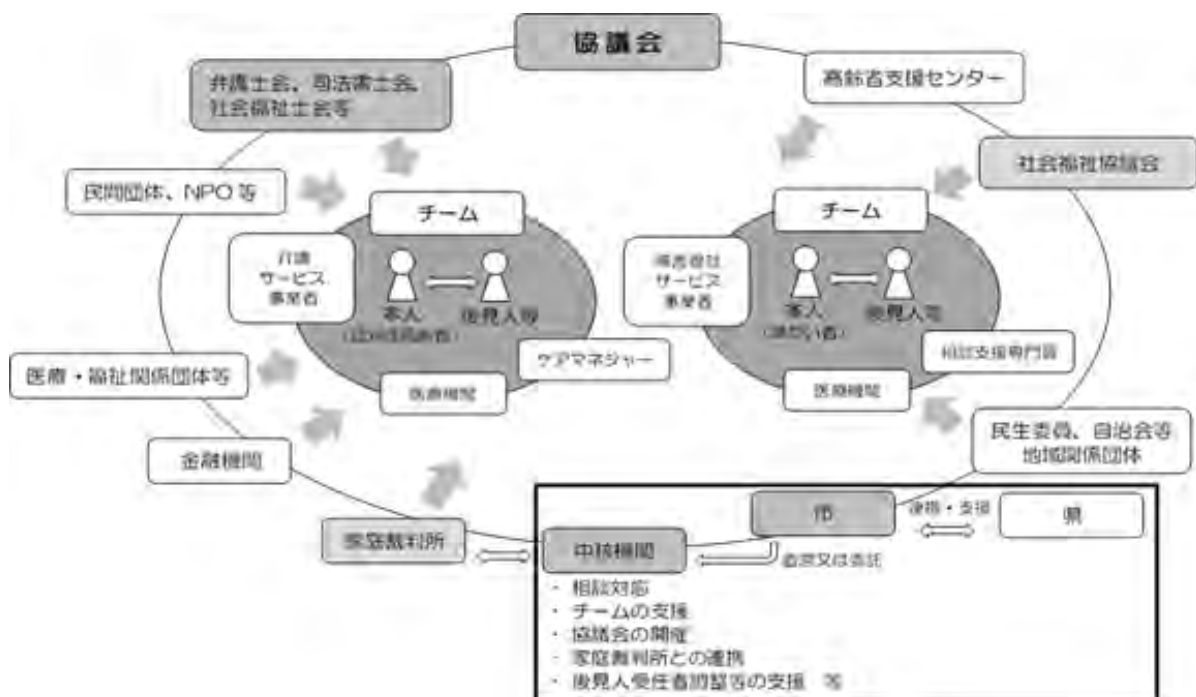 協議会
弁護士会、司法書士会、
社会福祉士会等
高齢者支援センター
民間団体、NPO 等
社会福祉協議会
チーム
チーム
介護
サービス
事業者
障害福祉
サービス
事業者
本人
後見人等
本人
後見人等
ケアマネジャー
相談支援専門員
医療・福祉関係団体等
医療機関
医療機関
金融機関
民生委員、自治会等
地域関係団体
市
連携・支援
県
家庭裁判所
中核機関
直営又は委託
・ 相談対応
・ チームの支援
・ 協議会の開催
・ 家庭裁判所との連携
・ 後見人受任者調整等の支援 等